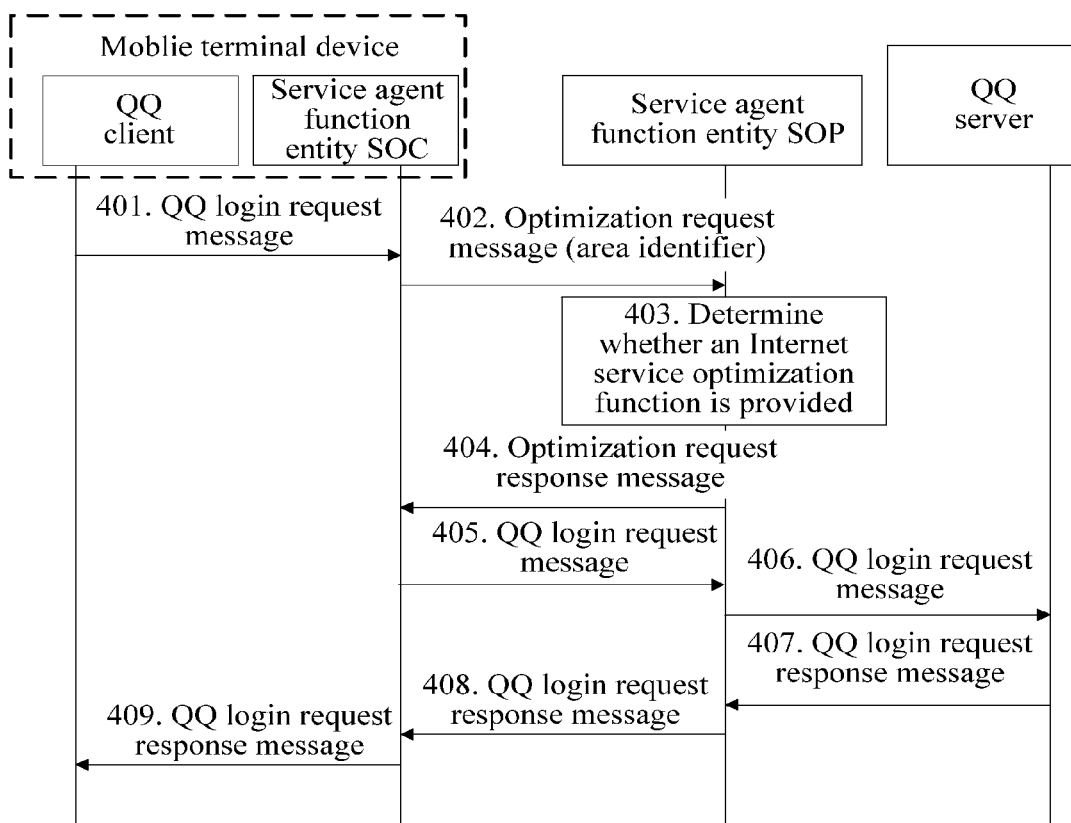 Moblie terminal device
QQ
client
Service agent
function
entity SOC
Service agent
function entity SOP
QQ
server
401. QQ login request
message
402. Optimization request
message (area identifier)
403. Determine
whether an Internet
service optimization
function is provided
404. Optimization request
response message
405. QQ login request
message
406. QQ login request
message
407. QQ login request
response message
408. QQ login request
response message
409. QQ login request
response message